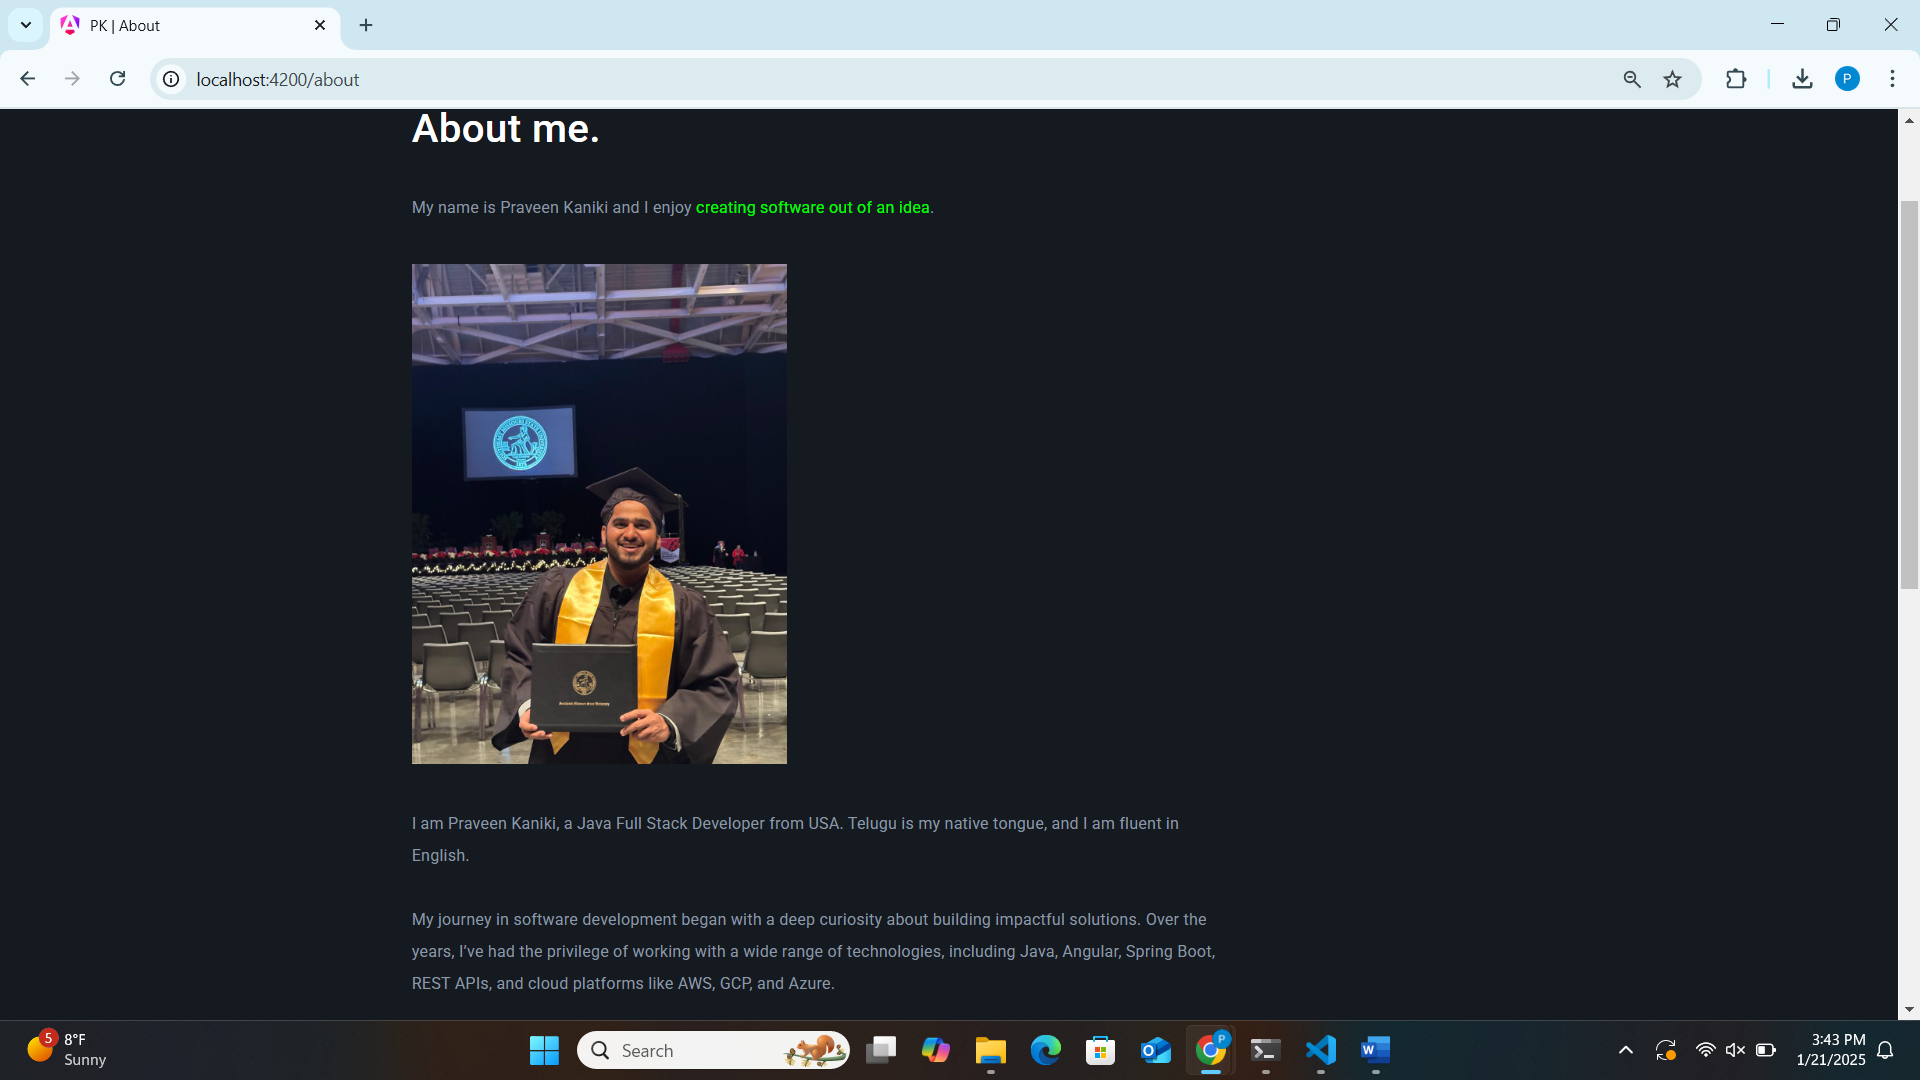 PK | About
localhost:4200/about
P
About me.
My name is Praveen Kaniki and I enjoy creating software out of an idea.
I am Praveen Kaniki, a Java Full Stack Developer from USA. Telugu is my native tongue, and I am fluent in
English.
My journey in software development began with a deep curiosity about building impactful solutions. Over the
years, I’ve had the privilege of working with a wide range of technologies, including Java, Angular, Spring Boot,
REST APIs, and cloud platforms like AWS, GCP, and Azure.
5
8°F
Sunny
Search
P
3:43 PM
1/21/2025